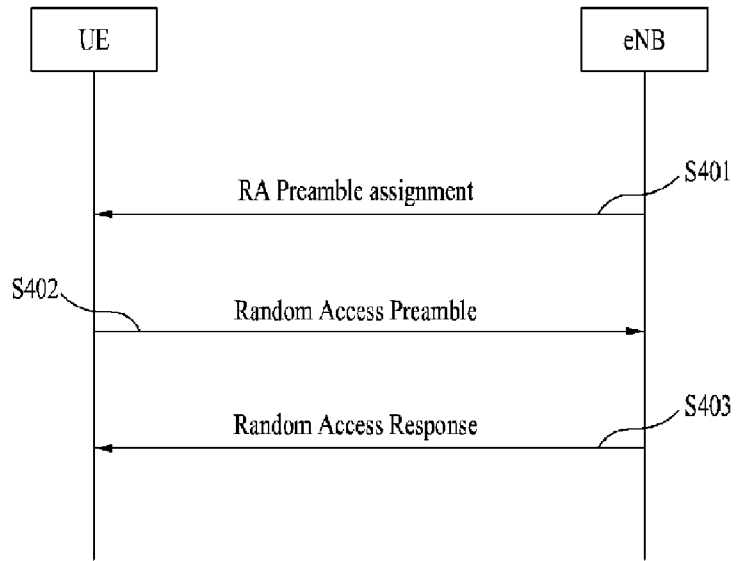 UE
eNB
S401
RA Preamble assignment
S402
Random Access Preamble
S403
Random Access Response